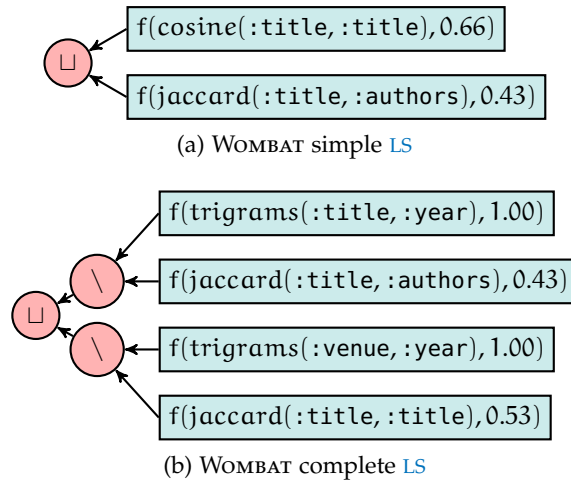 f(cosine(:title, :title), 0.66)
⊔
f(jaccard(:title, :authors), 0.43)
(a) WOMBAT simple LS
f(trigrams(:title, :year), 1.00)
\
f(jaccard(:title, :authors), 0.43)
⊔
\
f(trigrams(:venue, :year), 1.00)
f(jaccard(:title, :title), 0.53)
(b) WOMBAT complete LS